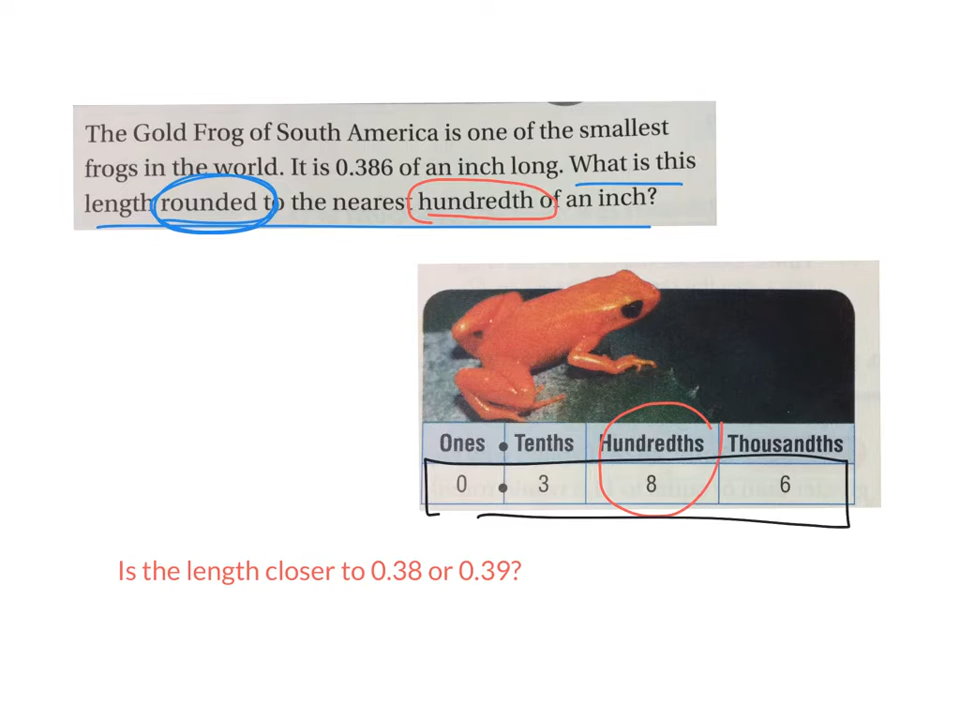 The Gold Frog of South America is one of the smallest
frogs in the world. It is 0.386 of an inch long. What is this
length rounded to the nearest hundredth of an inch?
Ones . Tenths Hundredths Thousandths
0 . 3 8 6
Is the length closer to 0.38 or 0.39?